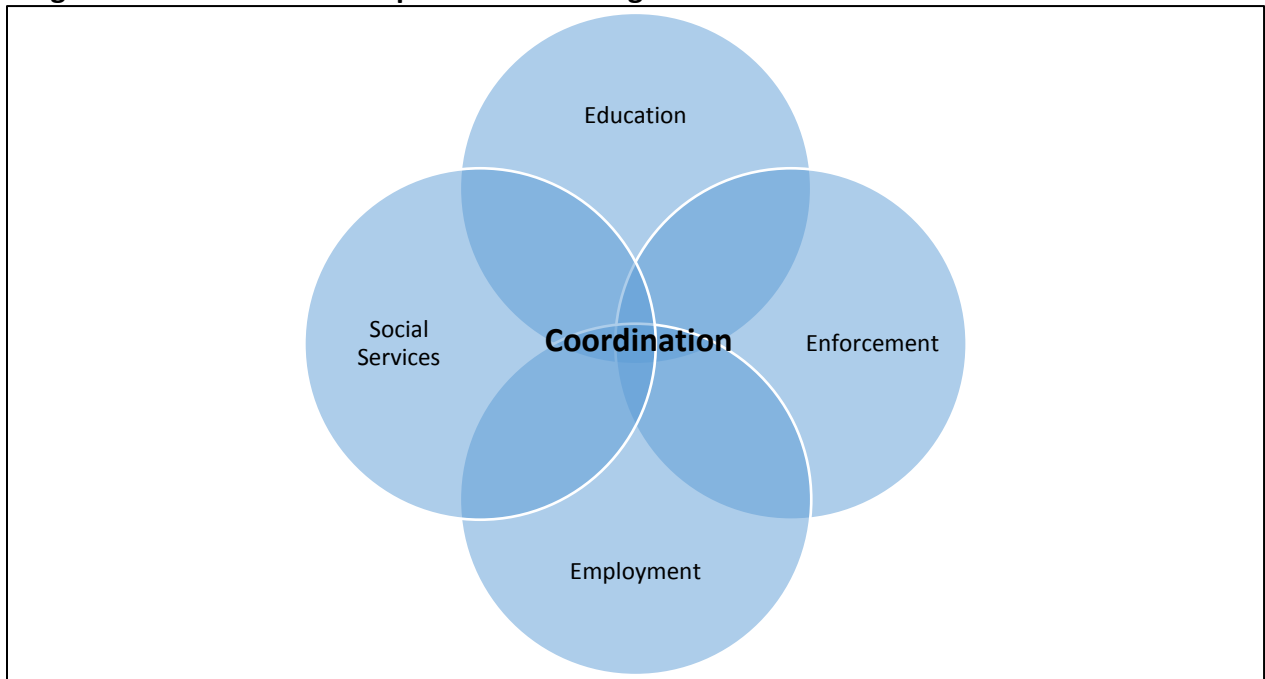 Education
Social
Services
Coordination
Enforcement
Employment